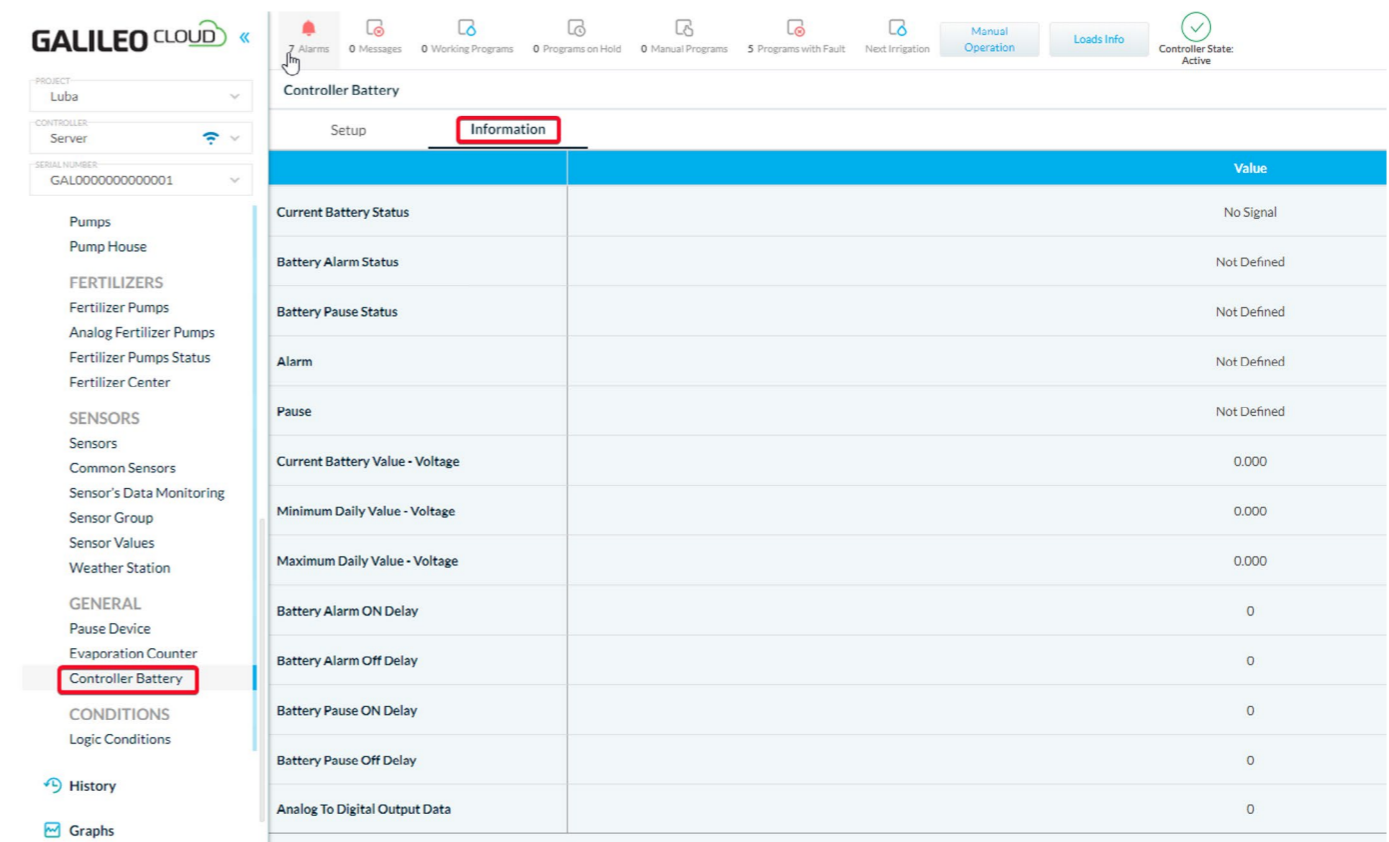 GALILEO CLOUD «
PROJECT
Luba
CONTROLLER
Server
SERIAL NUMBER
GAL0000000000001
Pumps
Pump House
FERTILIZERS
Fertilizer Pumps
Analog Fertilizer Pumps
Fertilizer Pumps Status
Fertilizer Center
SENSORS
Sensors
Common Sensors
Sensor's Data Monitoring
Sensor Group
Sensor Values
Weather Station
GENERAL
Pause Device
Evaporation Counter
Controller Battery
CONDITIONS
Logic Conditions
History
Graphs
7 Alarms
0 Messages
0 Working Programs
0 Programs on Hold
0 Manual Programs
5 Programs with Fault
Next Irrigation
Manual
Operation
Loads Info
Controller State:
Active
Controller Battery
Setup Information
Value
Current Battery Status No Signal
Battery Alarm Status Not Defined
Battery Pause Status Not Defined
Alarm Not Defined
Pause Not Defined
Current Battery Value - Voltage 0.000
Minimum Daily Value - Voltage 0.000
Maximum Daily Value - Voltage 0.000
Battery Alarm ON Delay 0
Battery Alarm Off Delay 0
Battery Pause ON Delay 0
Battery Pause Off Delay 0
Analog To Digital Output Data 0